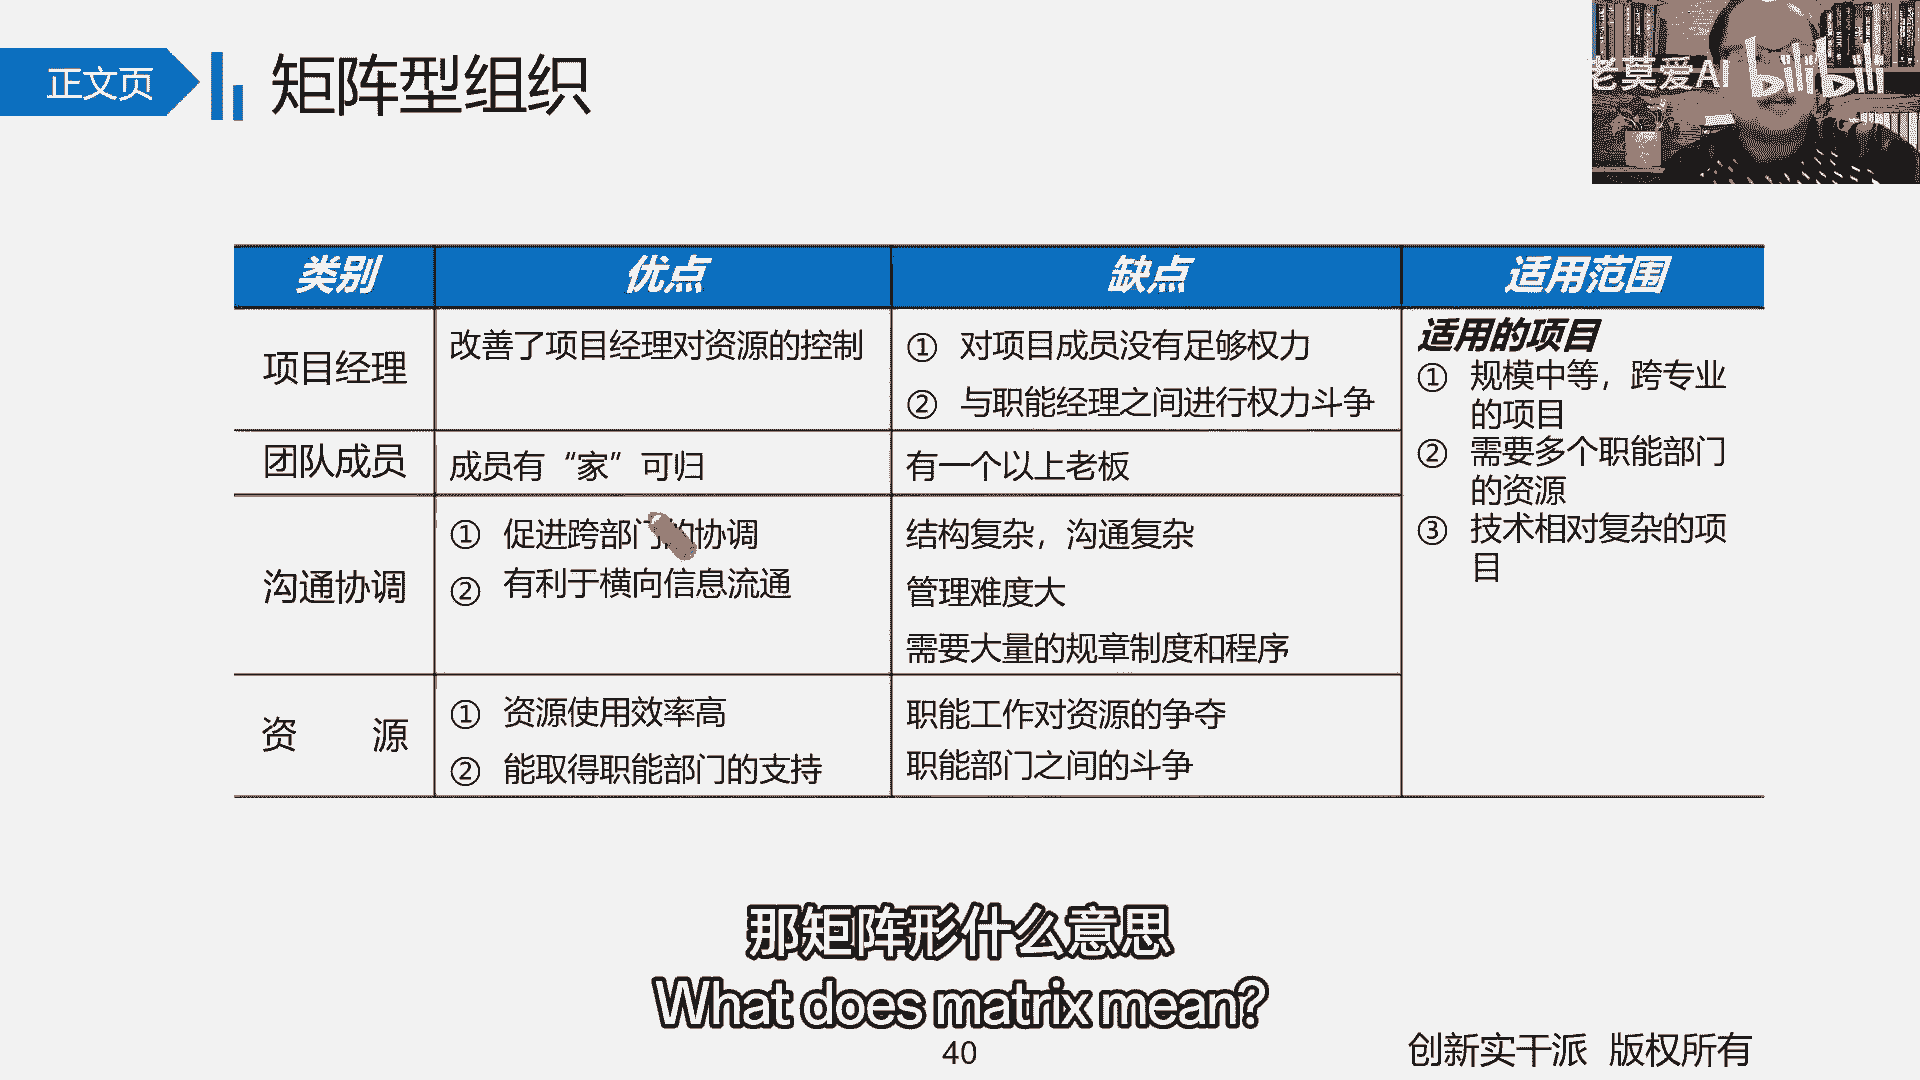 正文页
矩阵型组织
老莫爱AI
bilibili
类别 优点 缺点 适用范围
项目经理
改善了项目经理对资源的控制
① 对项目成员没有足够权力
② 与职能经理之间进行权力斗争
团队成员
成员有“家”可归
有一个以上老板
沟通协调
① 促进跨部门的协调
② 有利于横向信息流通
结构复杂，沟通复杂
管理难度大
需要大量的规章制度和程序
资 源
① 资源使用效率高
② 能取得职能部门的支持
职能工作对资源的争夺
职能部门之间的斗争
适用的项目
① 规模中等，跨专业
的项目
② 需要多个职能部门
的资源
③ 技术相对复杂的项
目
那矩阵形什么意思
What does matrix mean?
40
创新实干派 版权所有